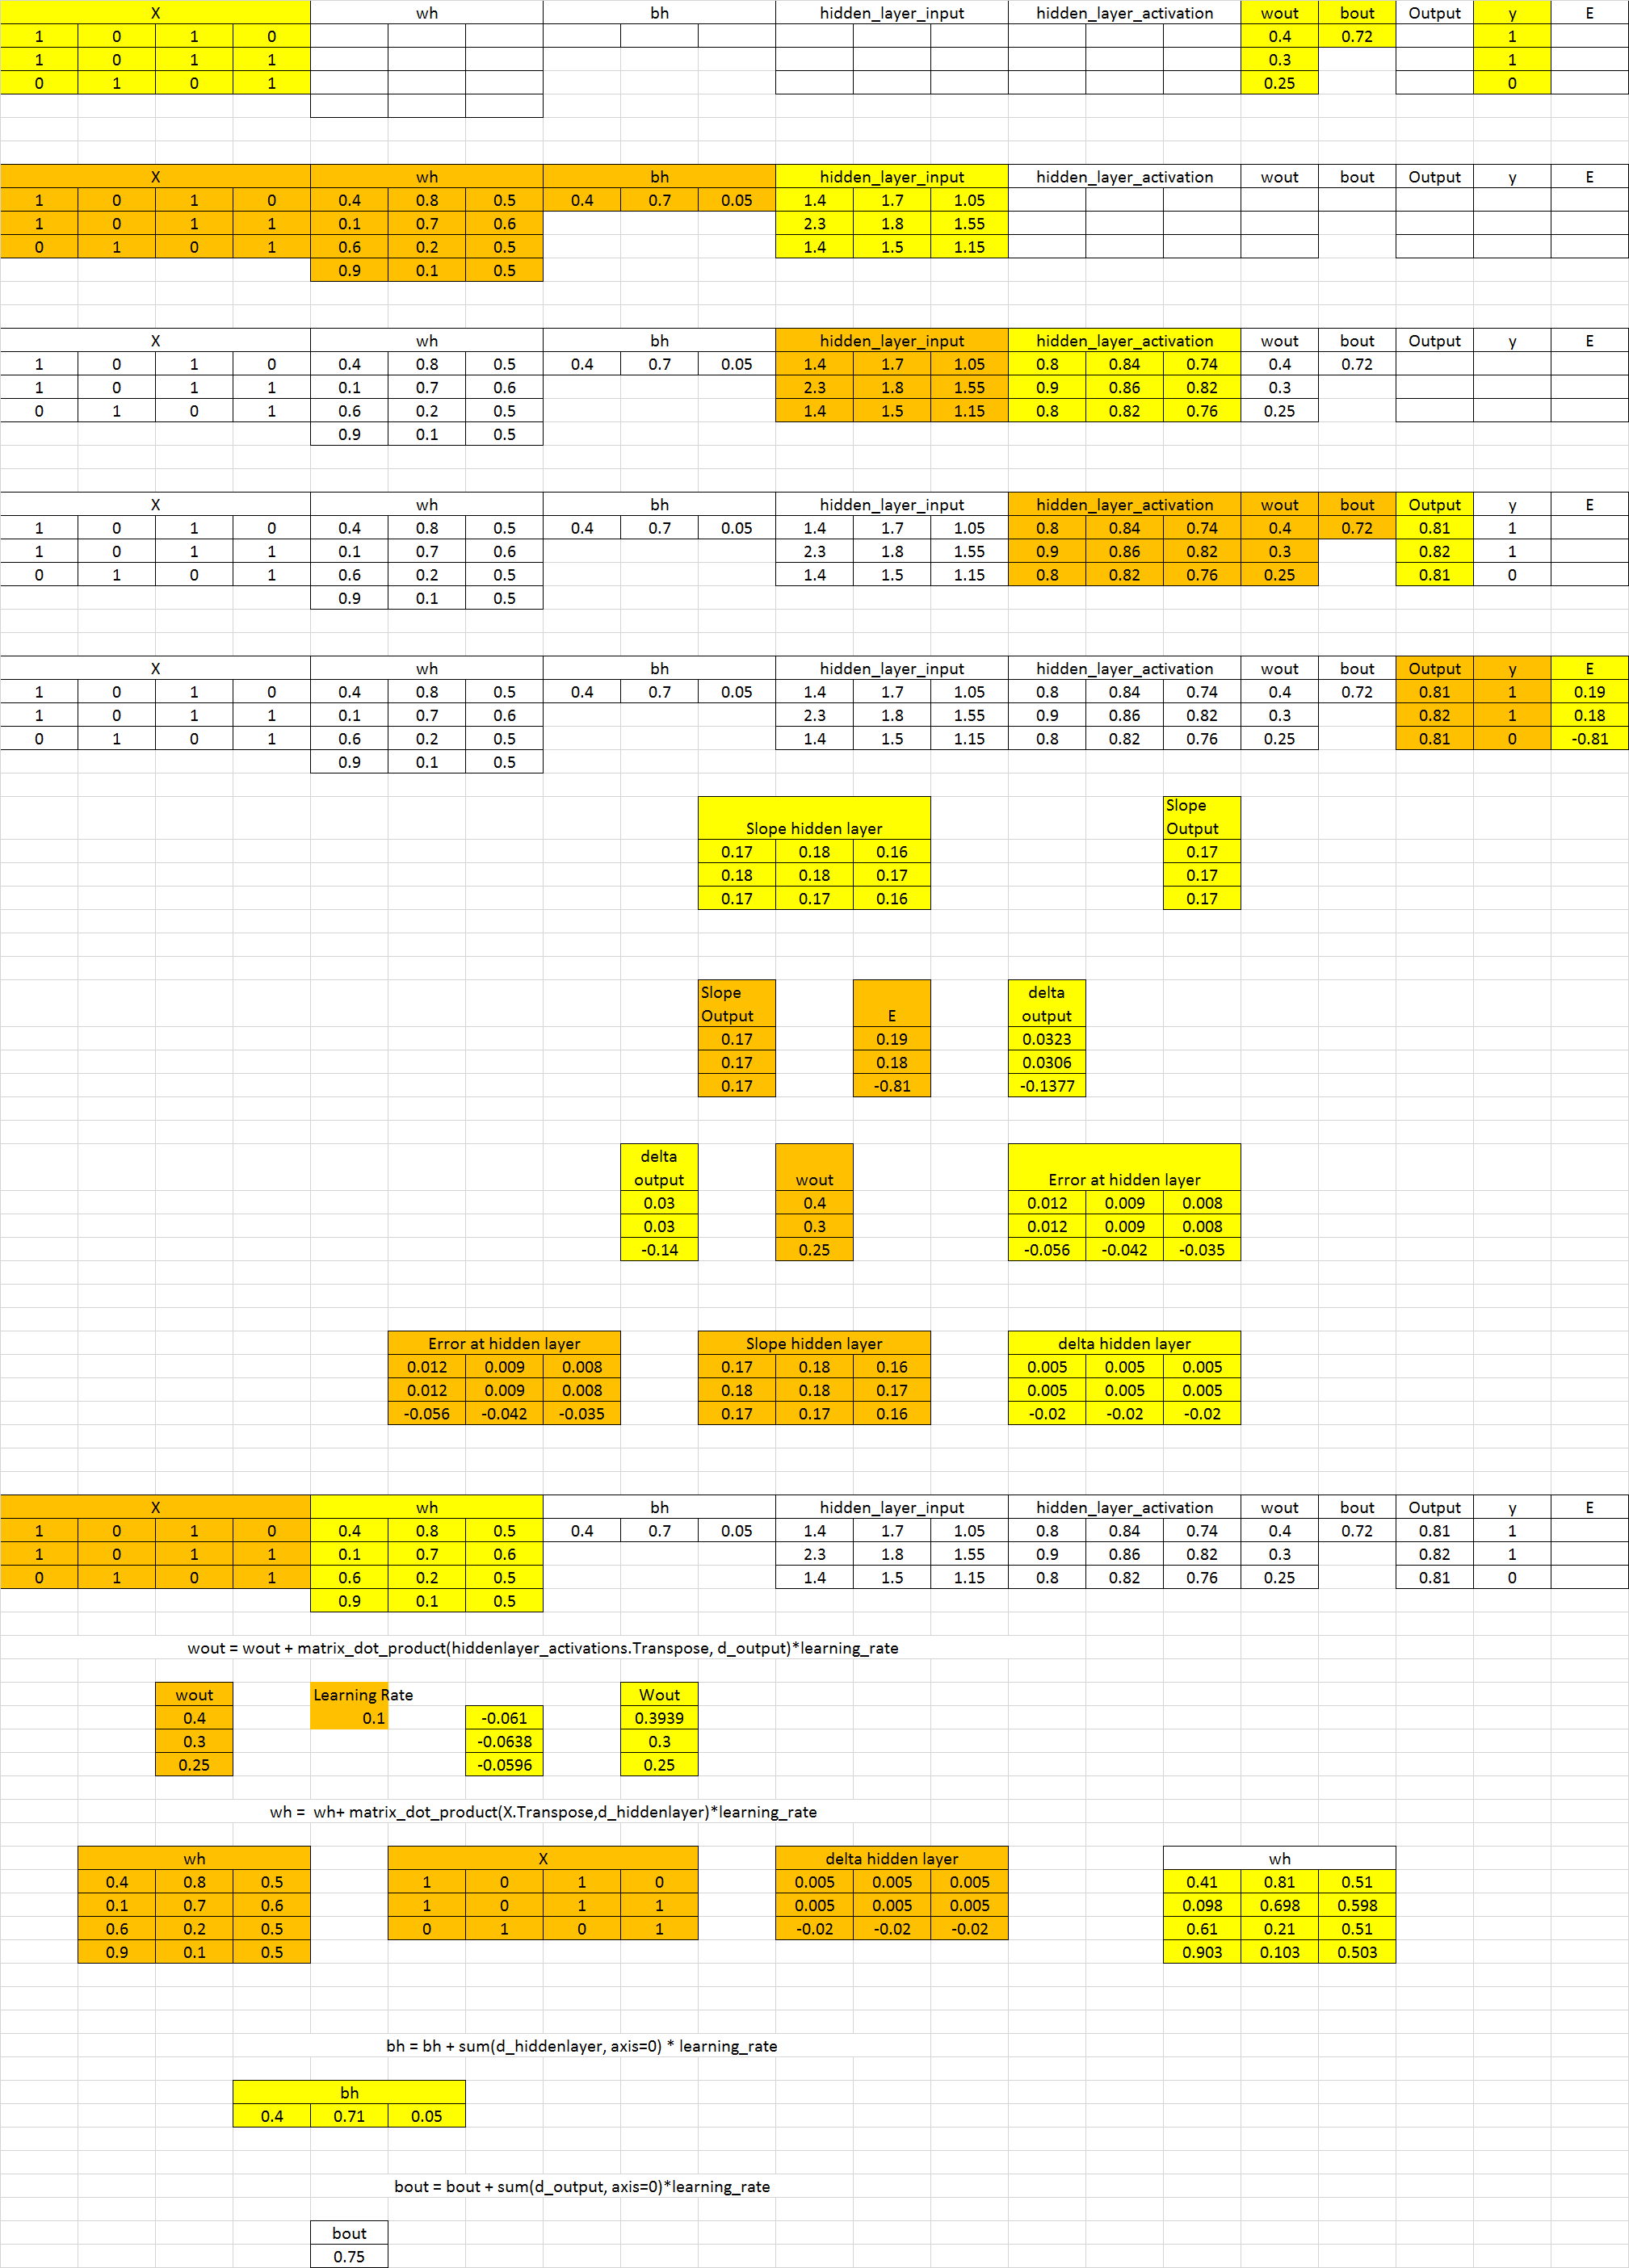 X wh bh hidden_layer_input hidden_layer_activation wout bout Output y E
1 0 1 0 0.4 0.72 1
1 0 1 1 0.3 1
0 1 0 1 0.25 0
X wh bh hidden_layer_input hidden_layer_activation wout bout Output y E
1 0 1 0 0.4 0.8 0.5 0.4 0.7 0.05 1.4 1.7 1.05
1 0 1 1 0.1 0.7 0.6 2.3 1.8 1.55
0 1 0 1 0.6 0.2 0.5 1.4 1.5 1.15
0.9 0.1 0.5
X wh bh hidden_layer_input hidden_layer_activation wout bout Output y E
1 0 1 0 0.4 0.8 0.5 0.4 0.7 0.05 1.4 1.7 1.05 0.8 0.84 0.74 0.4 0.72
1 0 1 1 0.1 0.7 0.6 2.3 1.8 1.55 0.9 0.86 0.82 0.3
0 1 0 1 0.6 0.2 0.5 1.4 1.5 1.15 0.8 0.82 0.76 0.25
0.9 0.1 0.5
X wh bh hidden_layer_input hidden_layer_activation wout bout Output y E
1 0 1 0 0.4 0.8 0.5 0.4 0.7 0.05 1.4 1.7 1.05 0.8 0.84 0.74 0.4 0.72 0.81 1
1 0 1 1 0.1 0.7 0.6 2.3 1.8 1.55 0.9 0.86 0.82 0.3 0.82 1
0 1 0 1 0.6 0.2 0.5 1.4 1.5 1.15 0.8 0.82 0.76 0.25 0.81 0
0.9 0.1 0.5
X wh bh hidden_layer_input hidden_layer_activation wout bout Output y E
1 0 1 0 0.4 0.8 0.5 0.4 0.7 0.05 1.4 1.7 1.05 0.8 0.84 0.74 0.4 0.72 0.81 1 0.19
1 0 1 1 0.1 0.7 0.6 2.3 1.8 1.55 0.9 0.86 0.82 0.3 0.82 1 0.18
0 1 0 1 0.6 0.2 0.5 1.4 1.5 1.15 0.8 0.82 0.76 0.25 0.81 0 -0.81
0.9 0.1 0.5
Slope
Slope hidden layer Output
0.17 0.18 0.16 0.17
0.18 0.18 0.17 0.17
0.17 0.17 0.16 0.17
Slope delta
Output E output
0.17 0.19 0.0323
0.17 0.18 0.0306
0.17 -0.81 -0.1377
delta
output wout Error at hidden layer
0.03 0.4 0.012 0.009 0.008
0.03 0.3 0.012 0.009 0.008
-0.14 0.25 -0.056 -0.042 -0.035
Error at hidden layer Slope hidden layer delta hidden layer
0.012 0.009 0.008 0.17 0.18 0.16 0.005 0.005 0.005
0.012 0.009 0.008 0.18 0.18 0.17 0.005 0.005 0.005
-0.056 -0.042 -0.035 0.17 0.17 0.16 -0.02 -0.02 -0.02
X wh bh hidden_layer_input hidden_layer_activation wout bout Output y E
1 0 1 0 0.4 0.8 0.5 0.4 0.7 0.05 1.4 1.7 1.05 0.8 0.84 0.74 0.4 0.72 0.81 1
1 0 1 1 0.1 0.7 0.6 2.3 1.8 1.55 0.9 0.86 0.82 0.3 0.82 1
0 1 0 1 0.6 0.2 0.5 1.4 1.5 1.15 0.8 0.82 0.76 0.25 0.81 0
0.9 0.1 0.5
wout = wout + matrix_dot_product(hiddenlayer_activations.Transpose, d_output)*learning_rate
wout Learning Rate Wout
0.4 0.1 -0.061 0.3939
0.3 -0.0638 0.3
0.25 -0.0596 0.25
wh = wh+ matrix_dot_product(X.Transpose,d_hiddenlayer)*learning_rate
wh X delta hidden layer wh
0.4 0.8 0.5 1 0 1 0 0.005 0.005 0.005 0.41 0.81 0.51
0.1 0.7 0.6 1 0 1 1 0.005 0.005 0.005 0.098 0.698 0.598
0.6 0.2 0.5 0 1 0 1 -0.02 -0.02 -0.02 0.61 0.21 0.51
0.9 0.1 0.5 0.903 0.103 0.503
bh = bh + sum(d_hiddenlayer, axis=0) * learning_rate
bh
0.4 0.71 0.05
bout = bout + sum(d_output, axis=0)*learning_rate
bout
0.75